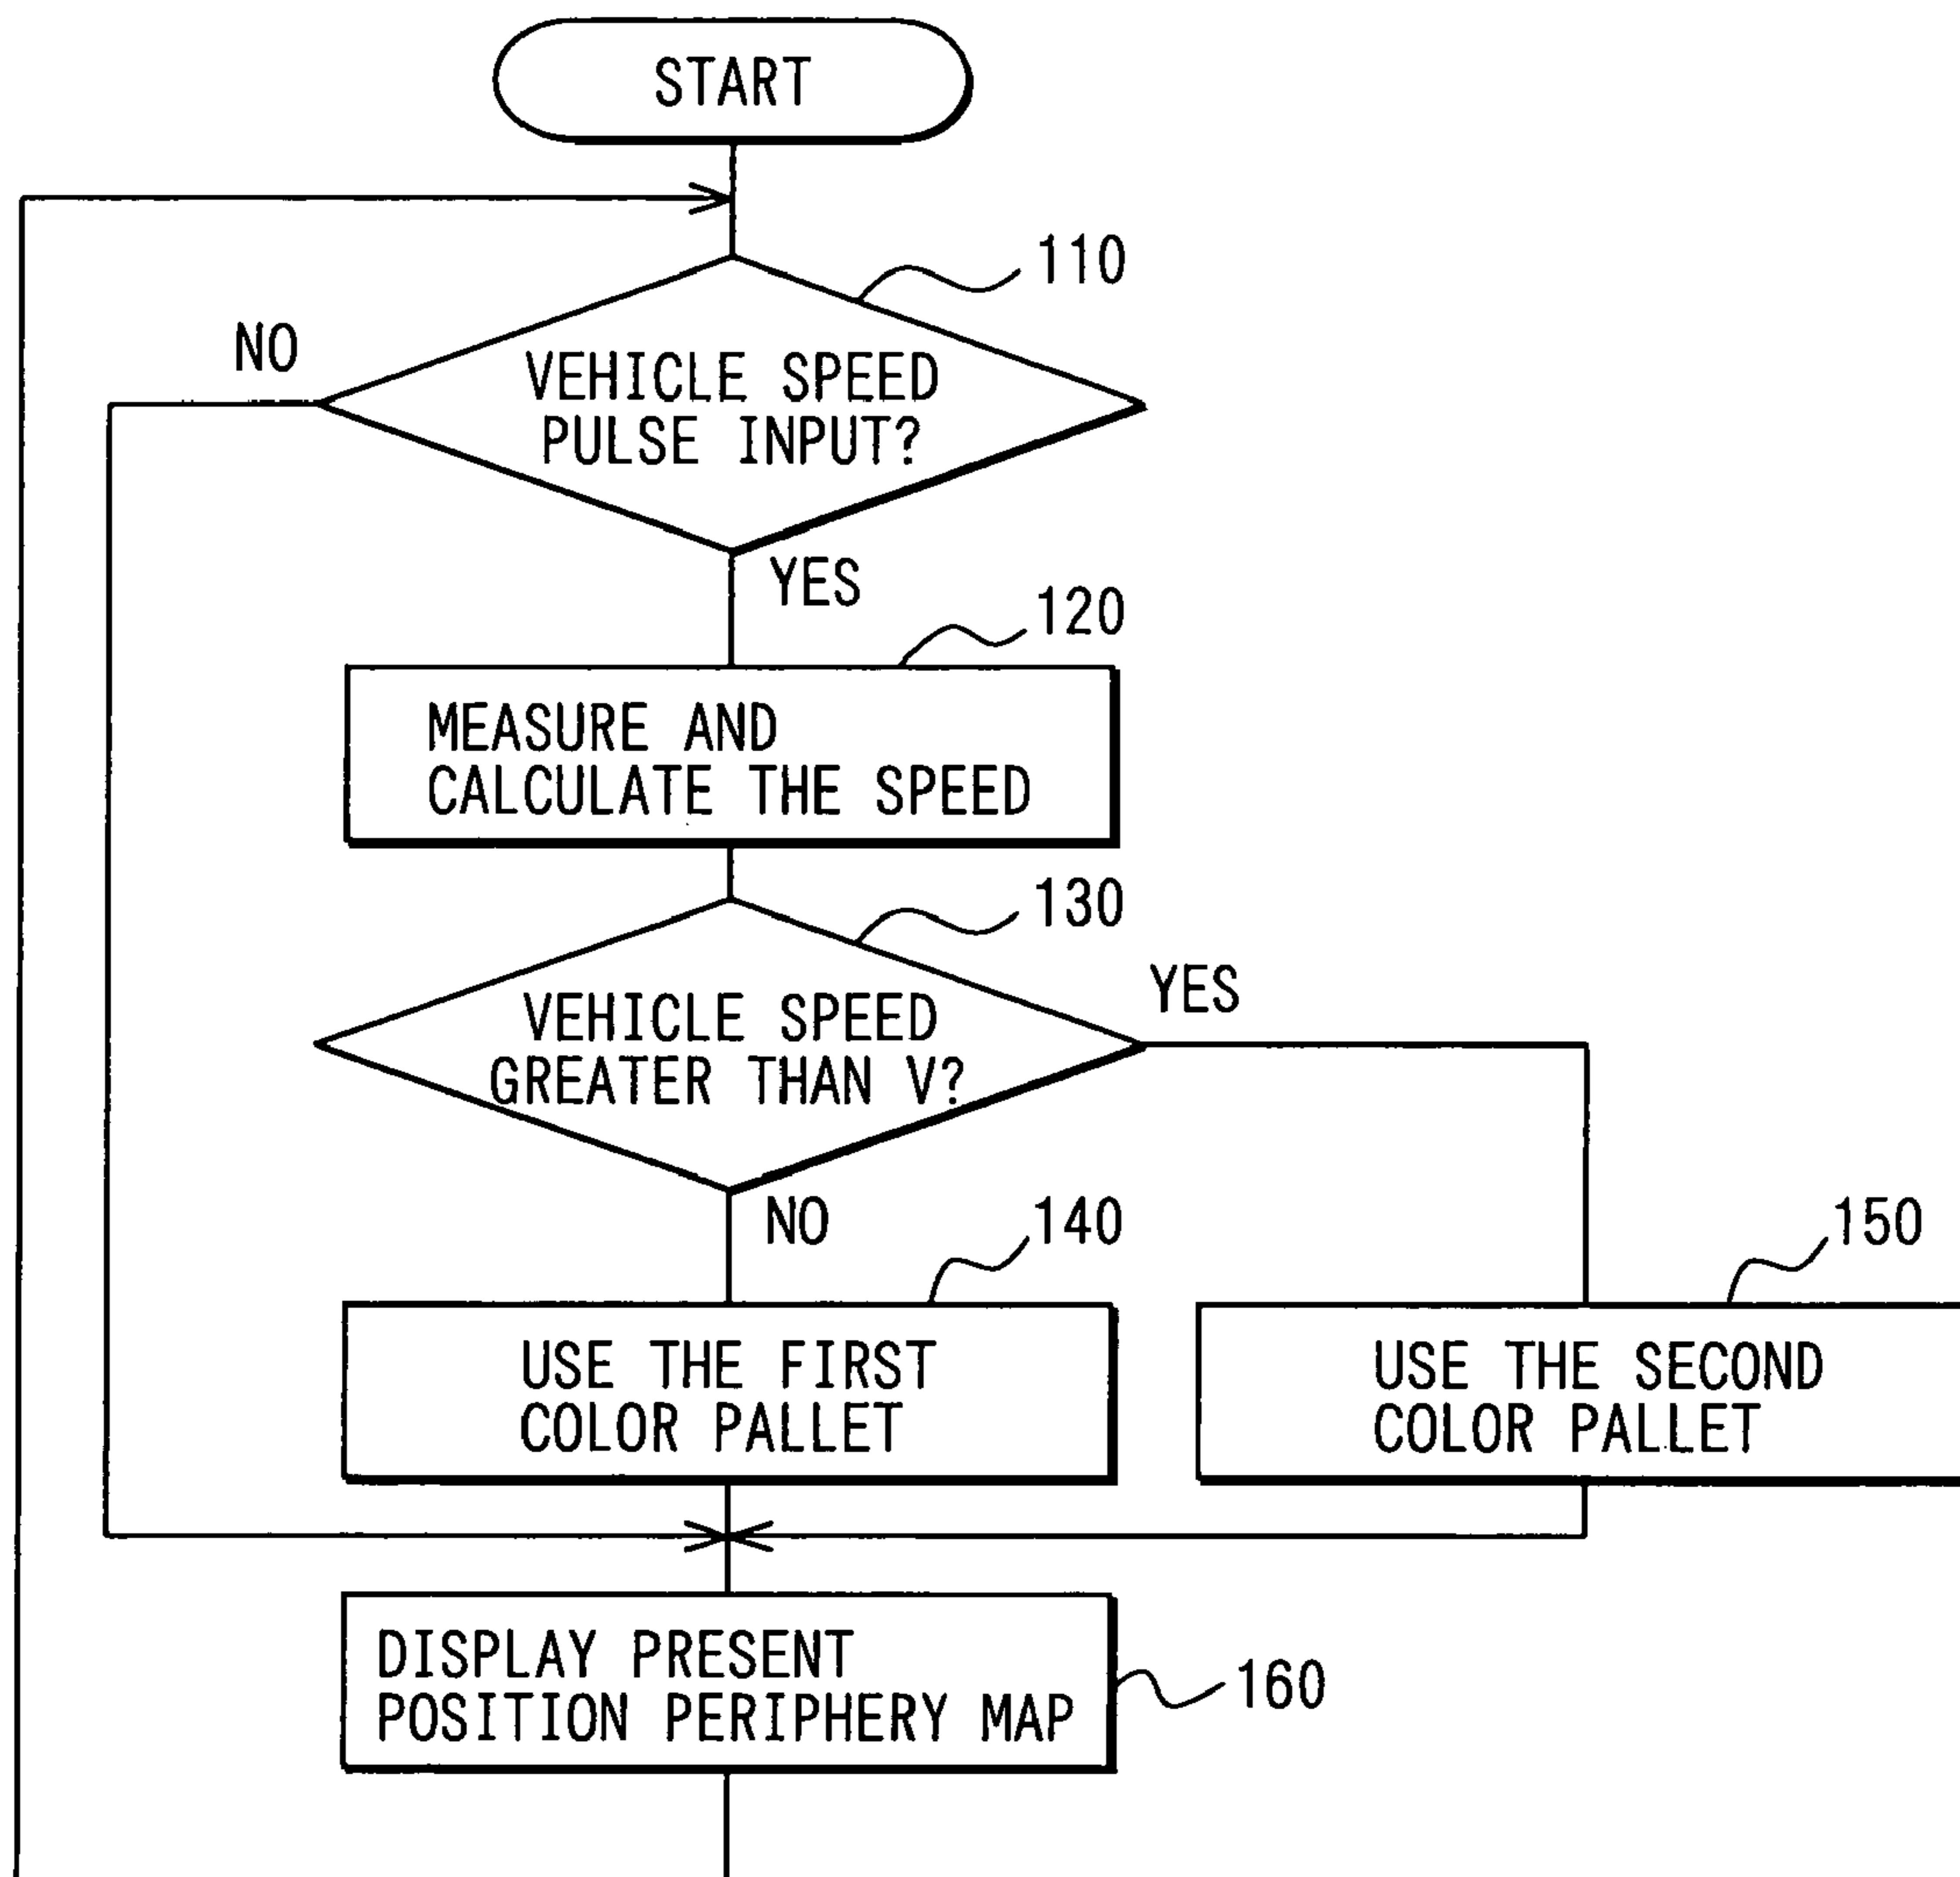 START
110
NO
VEHICLE SPEED
PULSE INPUT?
YES
120
MEASURE AND
CALCULATE THE SPEED
130
YES
VEHICLE SPEED
GREATER THAN V?
NO
140
150
USE THE FIRST
COLOR PALLET
USE THE SECOND
COLOR PALLET
DISPLAY PRESENT
POSITION PERIPHERY MAP
160